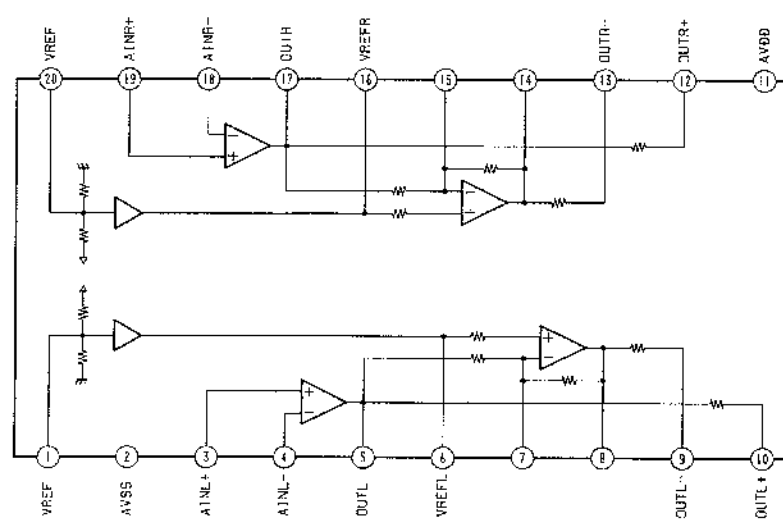 VREF AINR+ AINR- OUTR VREFR OUTR- OUTR+ AVDD
20 19 18 17 16 15 14 13 12 11
-
+
-
-
+
-
+
-
1 2 3 4 5 6 7 8 9 10
VREF AVSS AINL+ AINL- OUTL VREFL OUTL- OUTL+